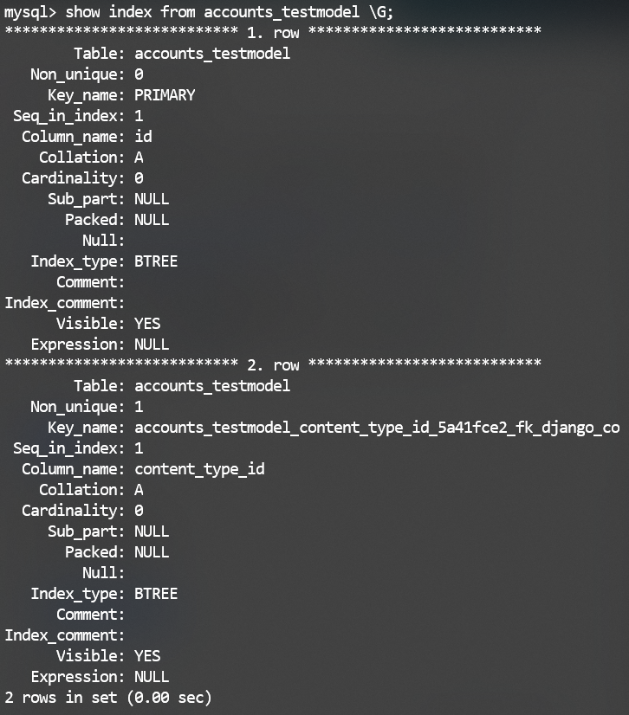 mysql> show index from accounts_testmodel \G;
*************************** 1. row ***************************
Table: accounts_testmodel
Non_unique: 0
Key_name: PRIMARY
Seq_in_index: 1
Column_name: id
Collation: A
Cardinality: 0
Sub_part: NULL
Packed: NULL
Null:
Index_type: BTREE
Comment:
Index_comment:
Visible: YES
Expression: NULL
*************************** 2. row ***************************
Table: accounts_testmodel
Non_unique: 1
Key_name: accounts_testmodel_content_type_id_5a41fce2_fk_django_co
Seq_in_index: 1
Column_name: content_type_id
Collation: A
Cardinality: 0
Sub_part: NULL
Packed: NULL
Null:
Index_type: BTREE
Comment:
Index_comment:
Visible: YES
Expression: NULL
2 rows in set (0.00 sec)